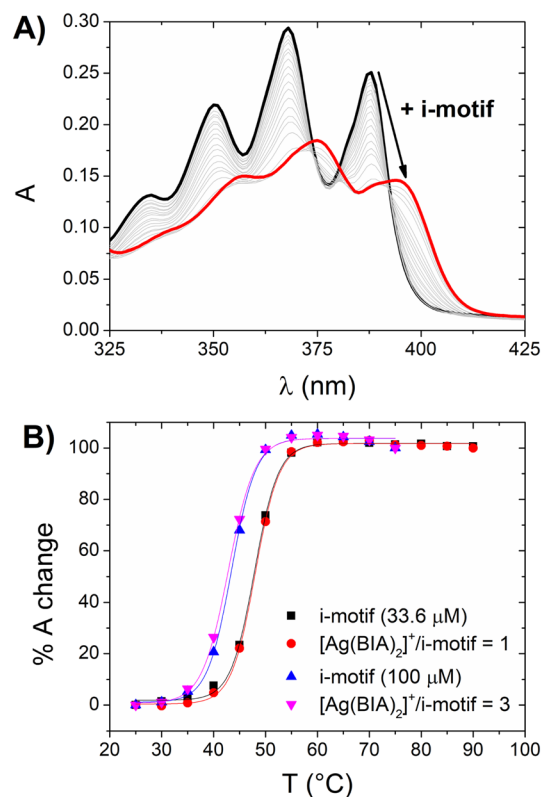 A)
0.30
0.25
0.20
0.15
0.10
0.05
0.00
A
+ i-motif
325 350 375 400 425
λ (nm)
B)
100
80
60
40
20
0
% A change
i-motif (33.6 μM)
[Ag(BIA)₂]⁺/i-motif = 1
i-motif (100 μM)
[Ag(BIA)₂]⁺/i-motif = 3
20 30 40 50 60 70 80 90 100
T (°C)